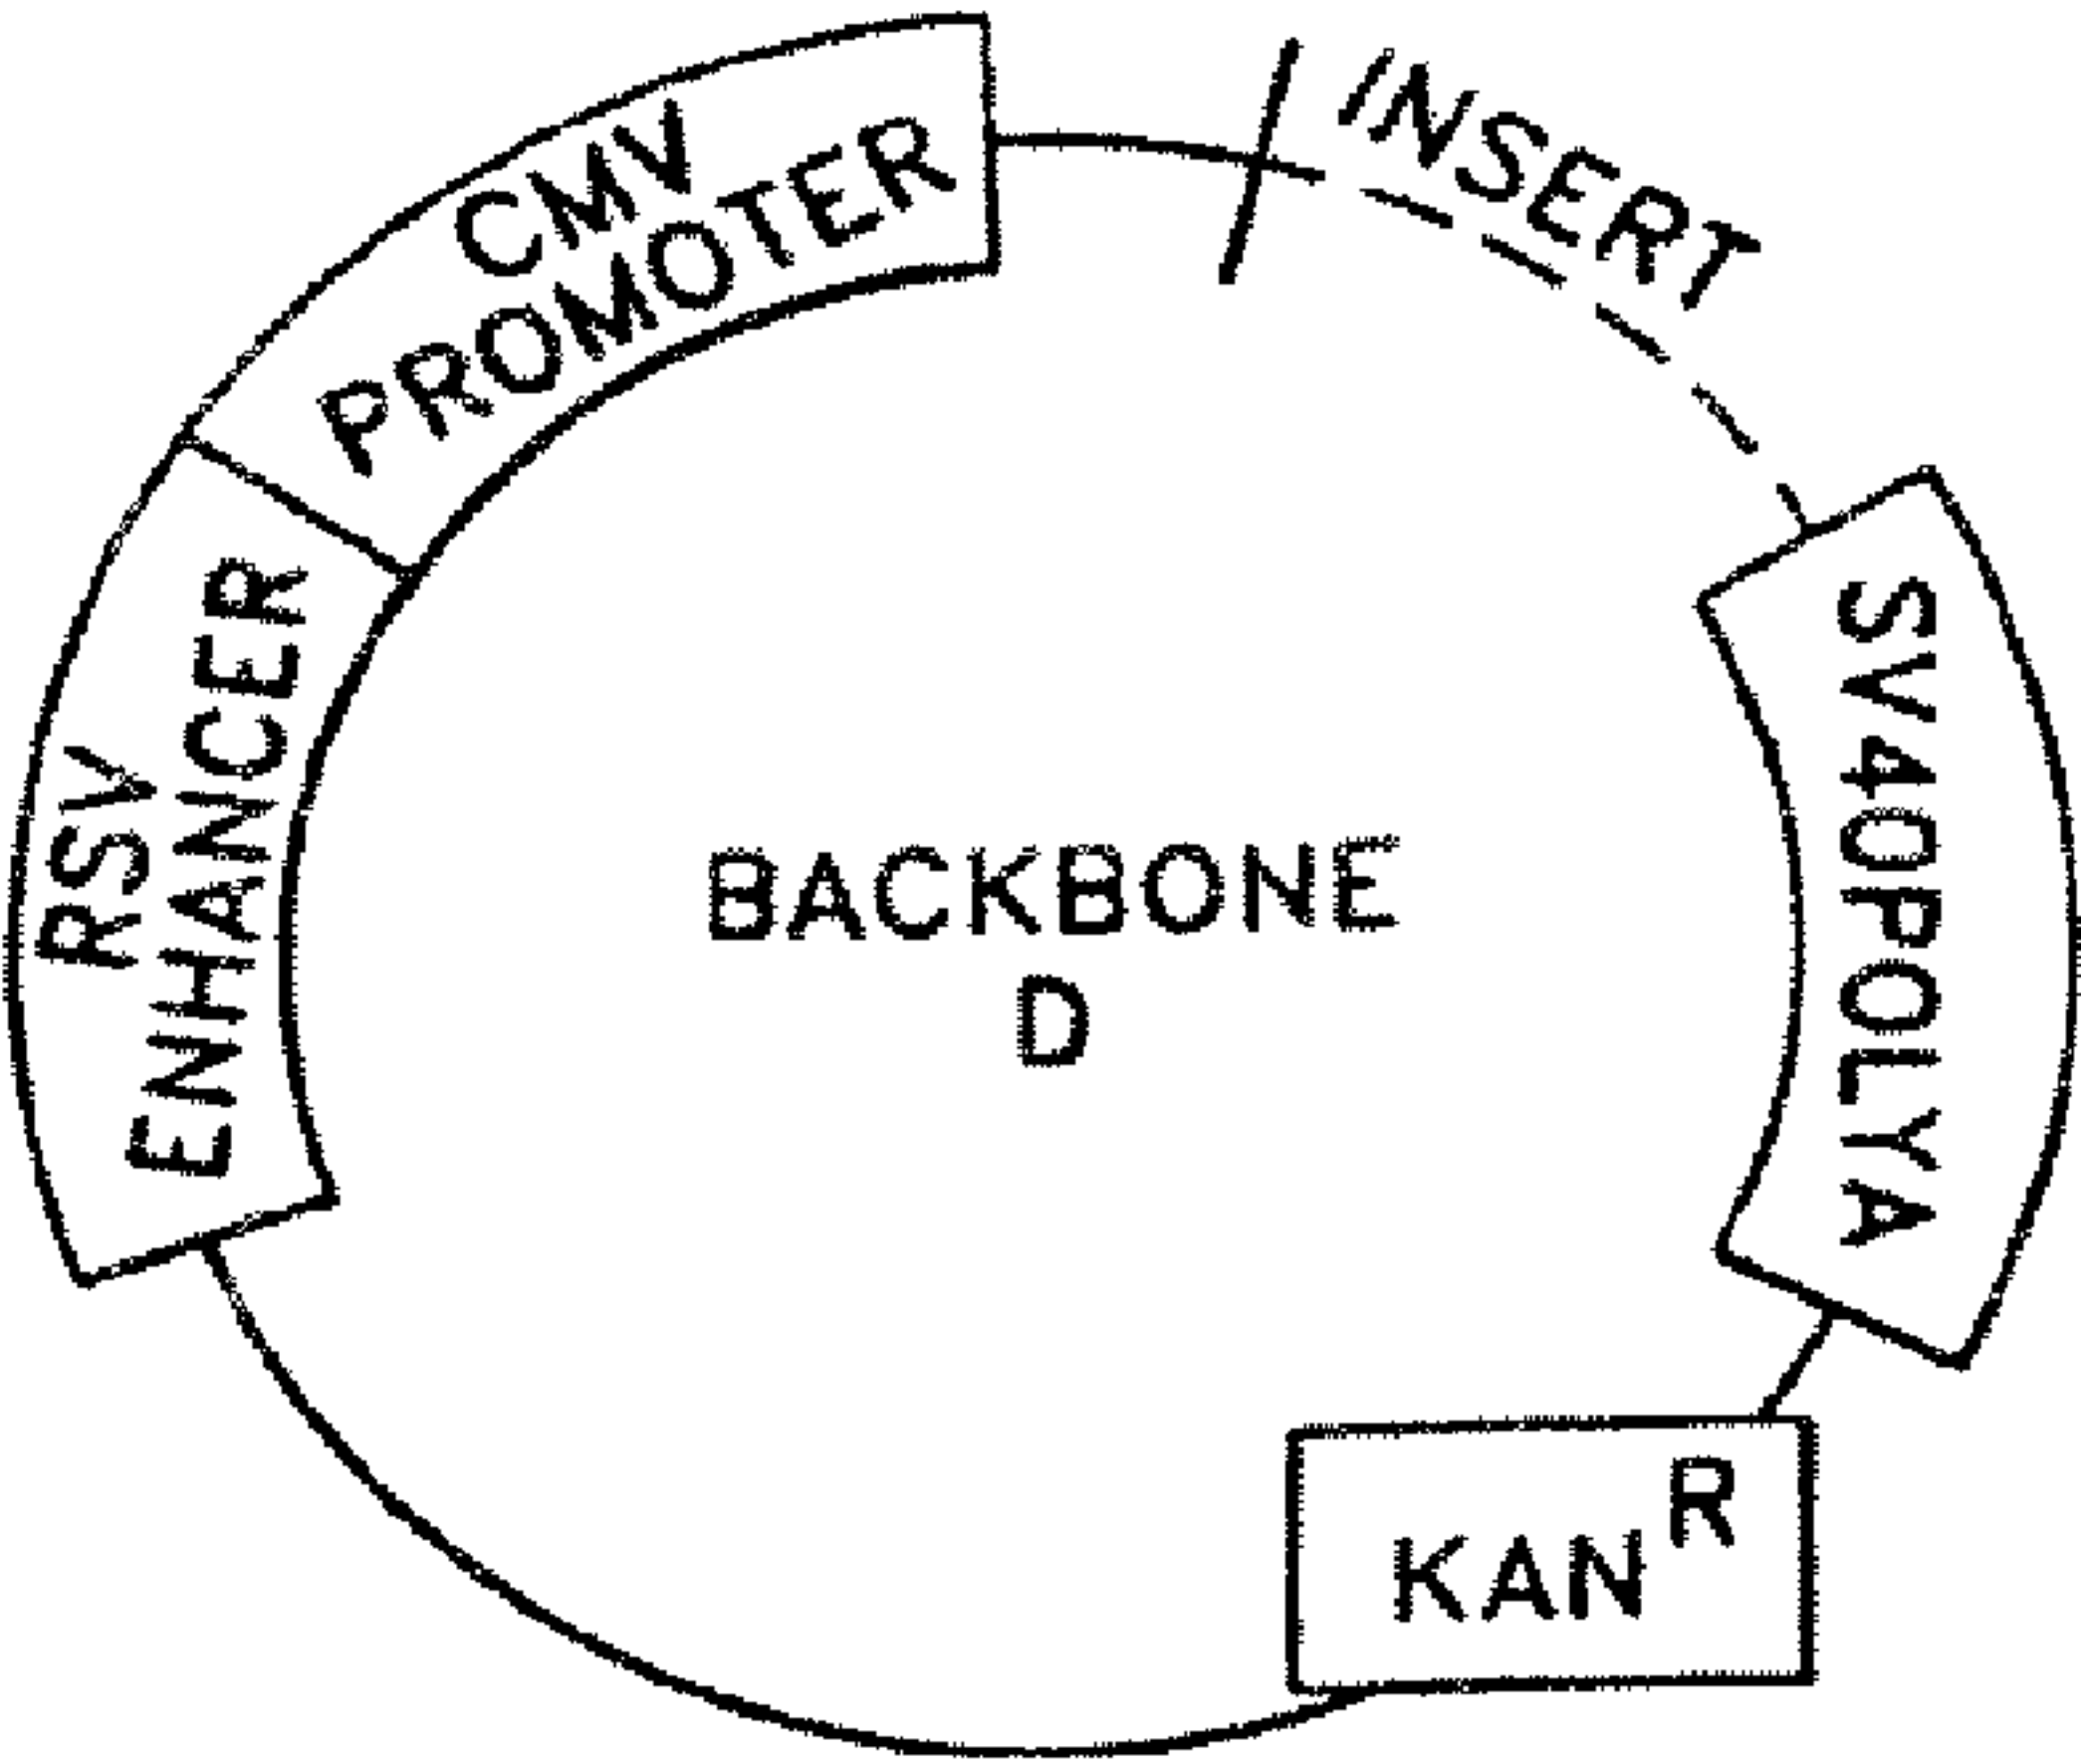 CMV
PROMOTER
INSERT
RSV
ENHANCER
SV40POLYA
BACKBONE
D
KAN^R